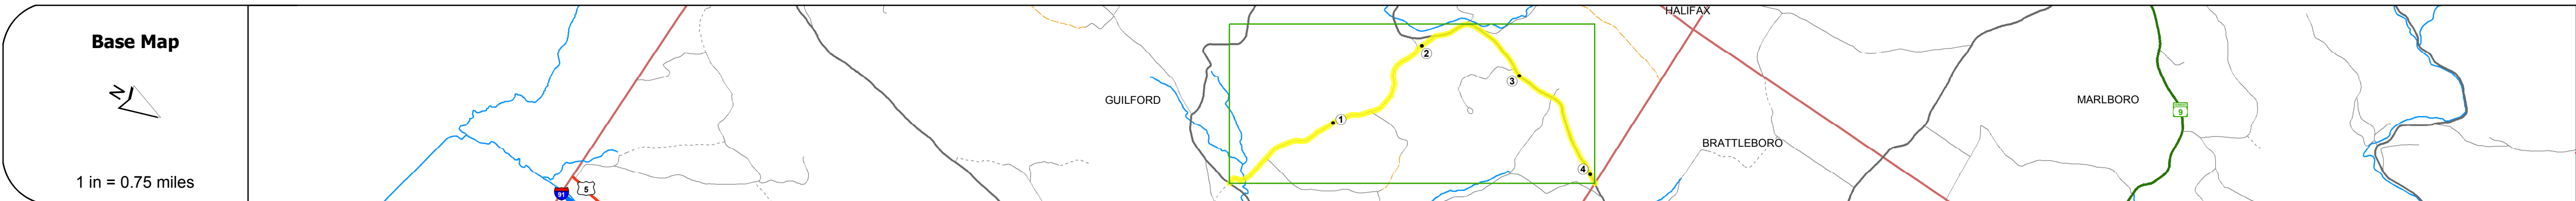 Base Map
N
1 in = 0.75 miles
91
5
GUILFORD
1
2
3
4
HALIFAX
BRATTLEBORO
MARLBORO
9